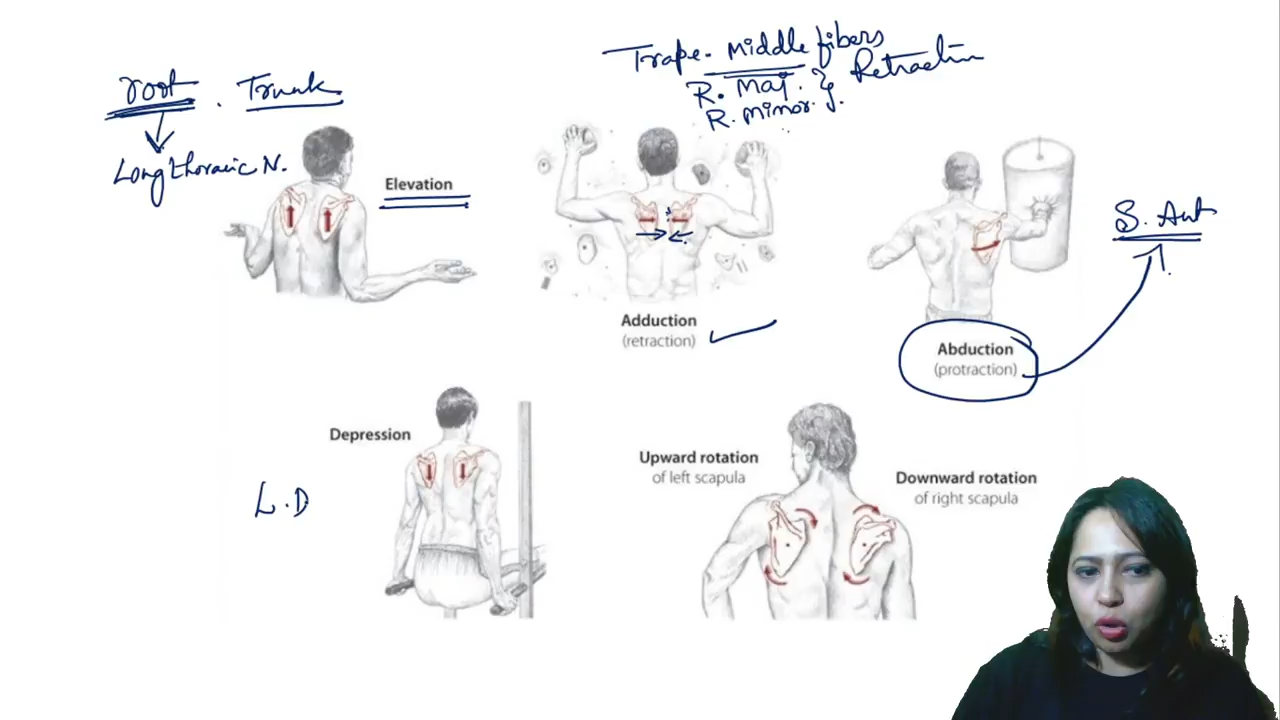 Trape. Middle fibers
R. Maj. } Retraction
R. minor.
root . Trunk
Long thoracic N.
Elevation
S. Ant
Adduction
(retraction)
Abduction
(protraction)
Depression
L.D
Upward rotation
of left scapula
Downward rotation
of right scapula